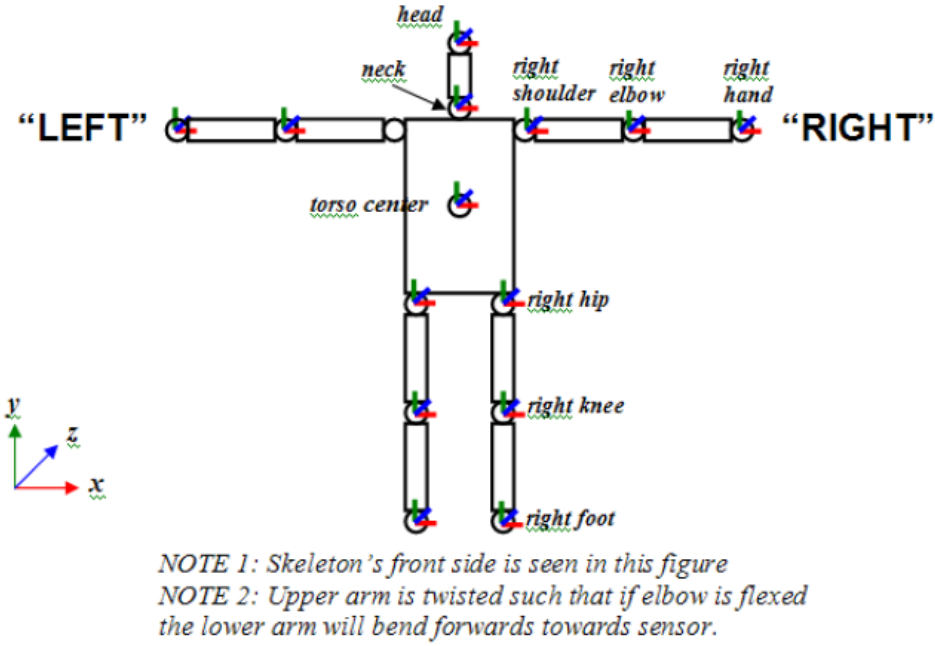 head
neck
right
shoulder
right
elbow
right
hand
“LEFT”
“RIGHT”
torso center
right hip
right knee
right foot
y
z
x
NOTE 1: Skeleton’s front side is seen in this figure
NOTE 2: Upper arm is twisted such that if elbow is flexed
the lower arm will bend forwards towards sensor.